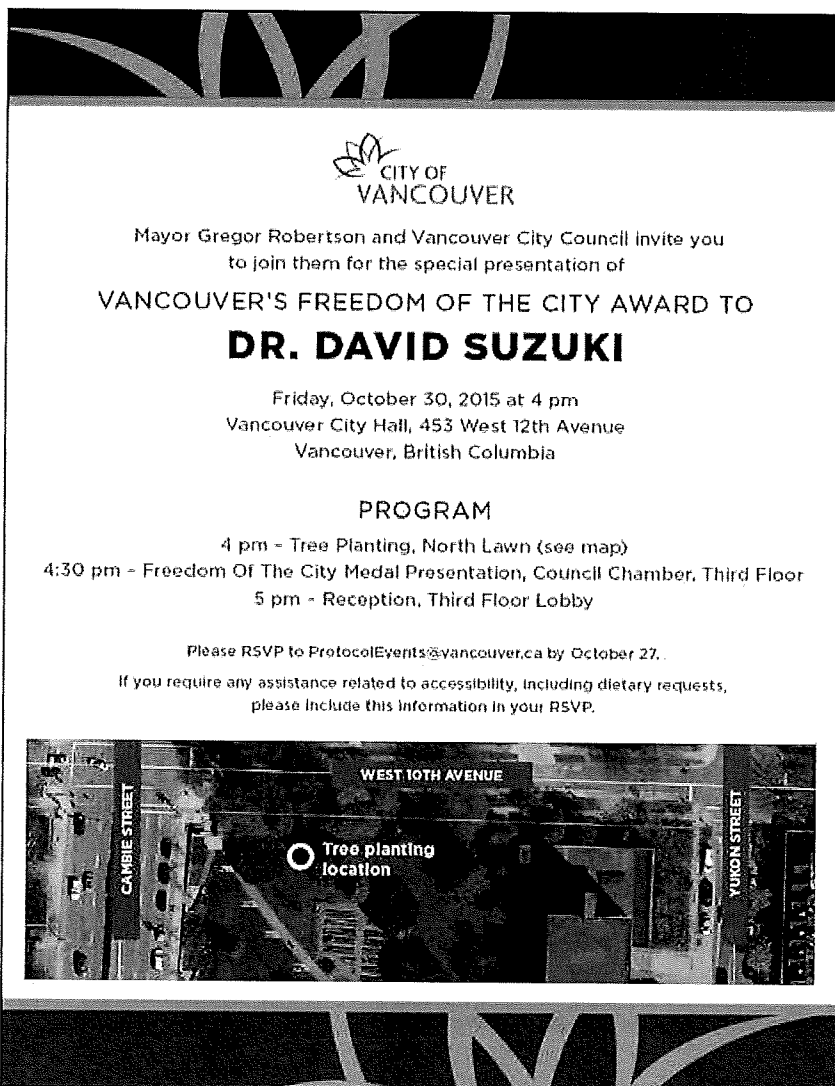 CITY OF
VANCOUVER
Mayor Gregor Robertson and Vancouver City Council invite you
to join them for the special presentation of
VANCOUVER'S FREEDOM OF THE CITY AWARD TO
DR. DAVID SUZUKI
Friday, October 30, 2015 at 4 pm
Vancouver City Hall, 453 West 12th Avenue
Vancouver, British Columbia
PROGRAM
4 pm - Tree Planting, North Lawn (see map)
4:30 pm - Freedom Of The City Medal Presentation, Council Chamber, Third Floor
5 pm - Reception, Third Floor Lobby
Please RSVP to ProtocolEvents@vancouver.ca by October 27.
If you require any assistance related to accessibility, including dietary requests,
please include this information in your RSVP.
WEST 10TH AVENUE
CAMBIE STREET
Tree planting
location
YUKON STREET